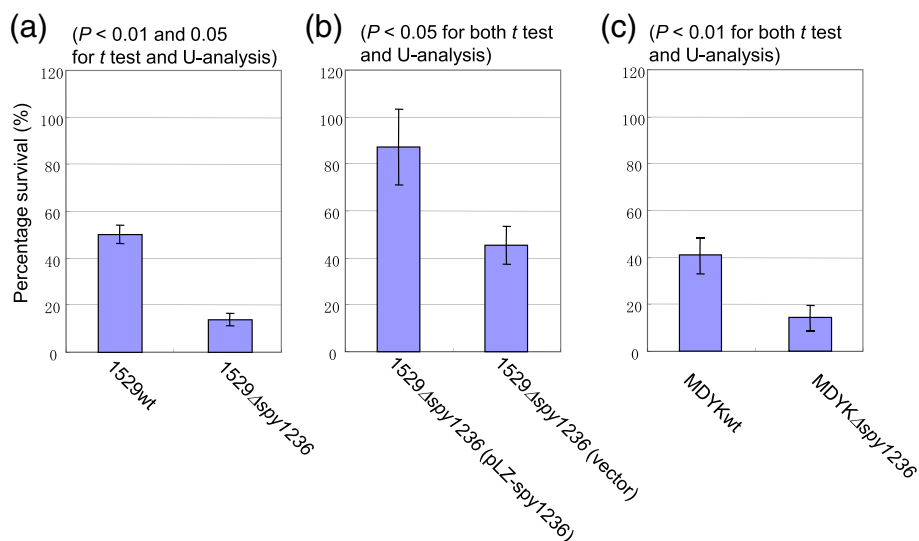 (a)
(P < 0.01 and 0.05
for t test and U-analysis)
120
100
80
60
40
20
0
Percentage survival (%)
1529wt
1529Δspy1236
(b)
(P < 0.05 for both t test
and U-analysis)
120
100
80
60
40
20
0
1529Δspy1236 (pLZ-spy1236)
1529Δspy1236 (vector)
(c)
(P < 0.01 for both t test
and U-analysis)
120
100
80
60
40
20
0
MDYKwt
MDYKΔspy1236